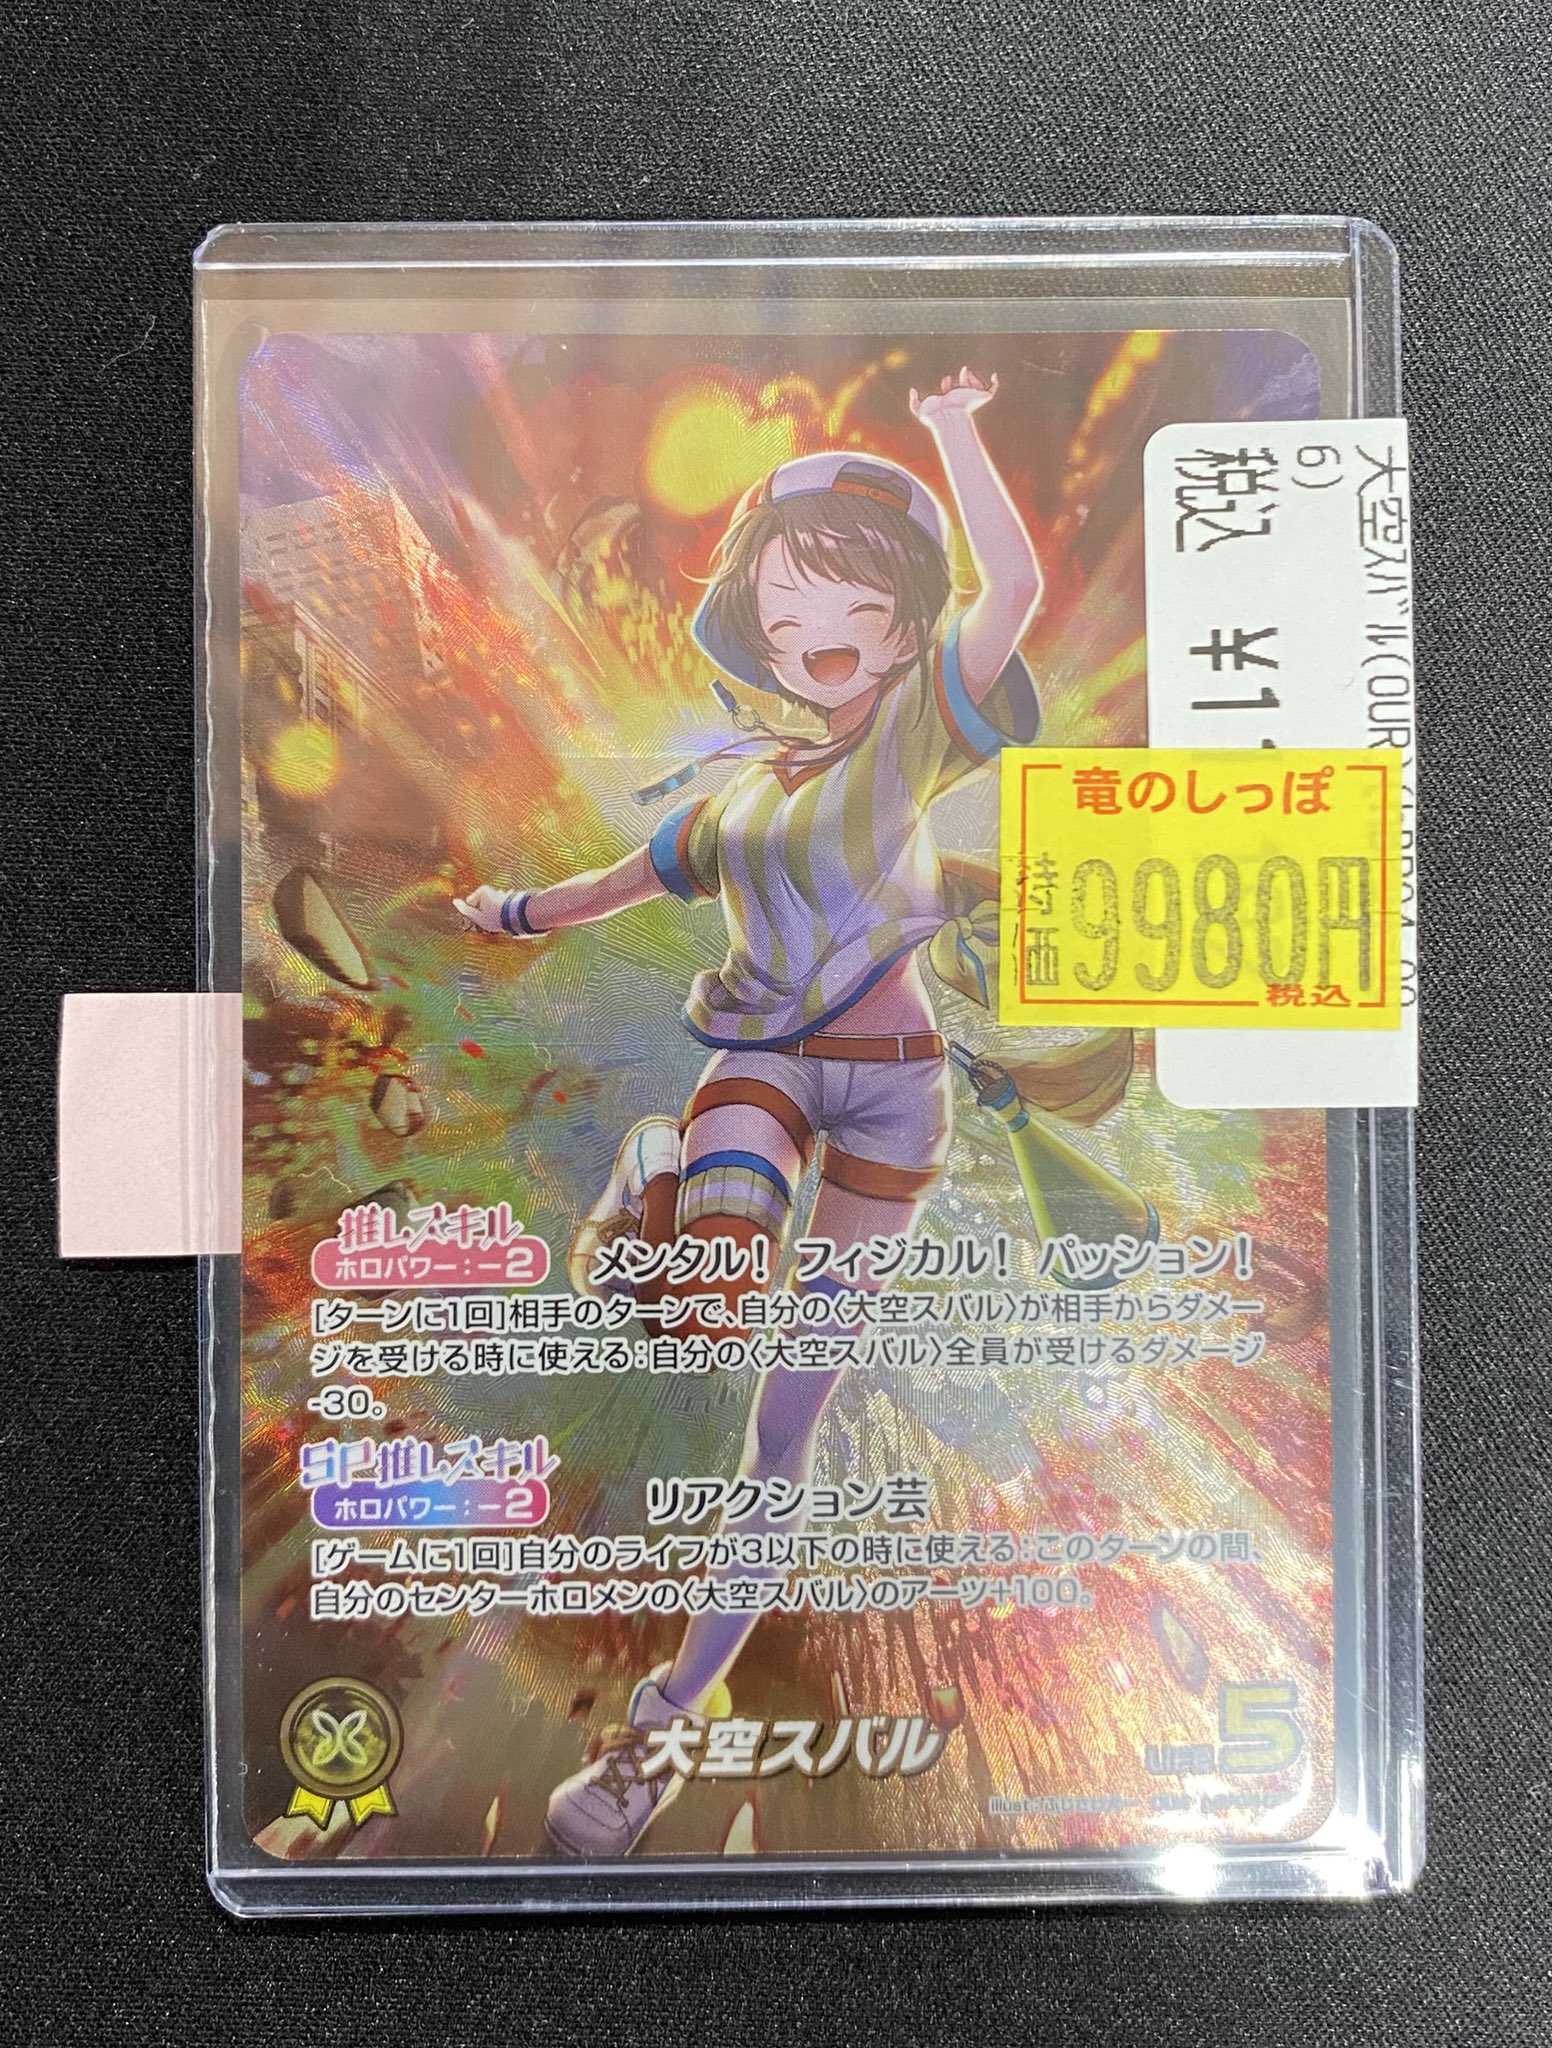 大空スバル(OUR
6)
税込 ¥1
竜のしっぽ
特価 9980円
税込
推しスキル
ホロパワー：－2
メンタル！ フィジカル！ パッション！
[ターンに1回]相手のターンで、自分の〈大空スバル〉が相手からダメー
ジを受ける時に使える：自分の〈大空スバル〉全員が受けるダメージ
-30。
SP推しスキル
ホロパワー：－2
リアクション芸
[ゲームに1回]自分のライフが3以下の時に使える：このターンの間、
自分のセンターホロメンの〈大空スバル〉のアーツ+100。
大空スバル
LIFE 5
illust：